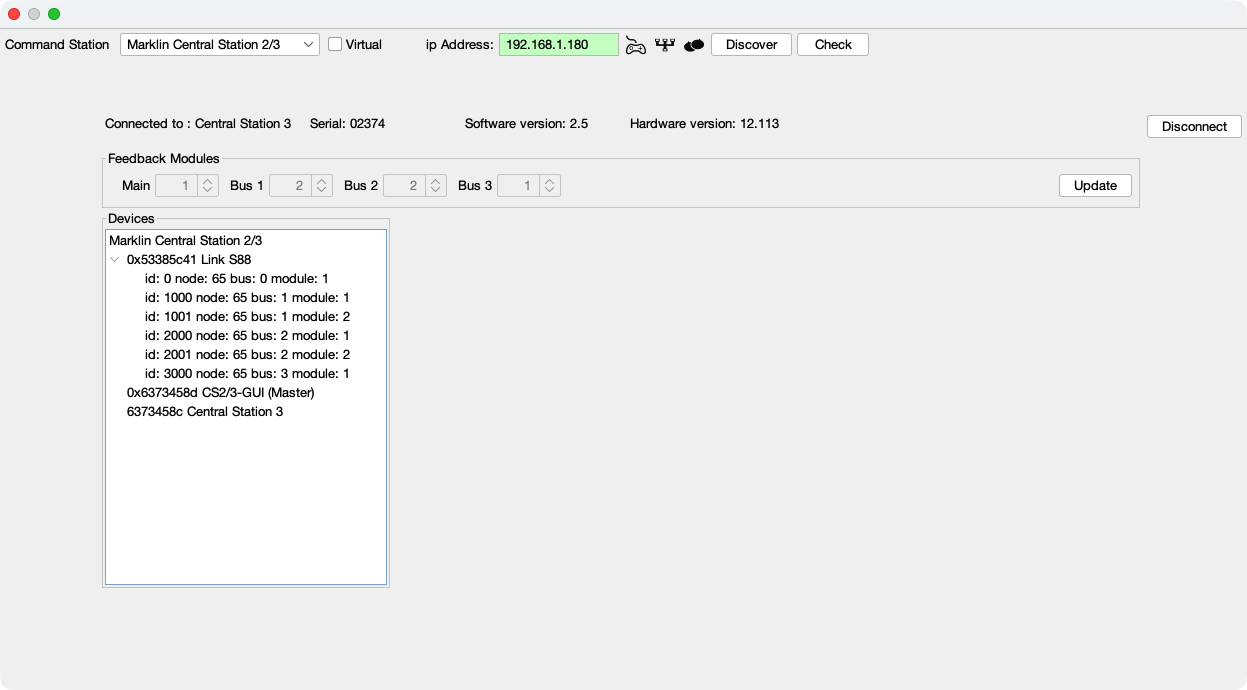 Command Station Marklin Central Station 2/3 Virtual ip Address: 192.168.1.180 Discover Check
Connected to : Central Station 3 Serial: 02374 Software version: 2.5 Hardware version: 12.113
Disconnect
Feedback Modules
Main 1 Bus 1 2 Bus 2 2 Bus 3 1 Update
Devices
Marklin Central Station 2/3
0x53385c41 Link S88
id: 0 node: 65 bus: 0 module: 1
id: 1000 node: 65 bus: 1 module: 1
id: 1001 node: 65 bus: 1 module: 2
id: 2000 node: 65 bus: 2 module: 1
id: 2001 node: 65 bus: 2 module: 2
id: 3000 node: 65 bus: 3 module: 1
0x6373458d CS2/3-GUI (Master)
6373458c Central Station 3